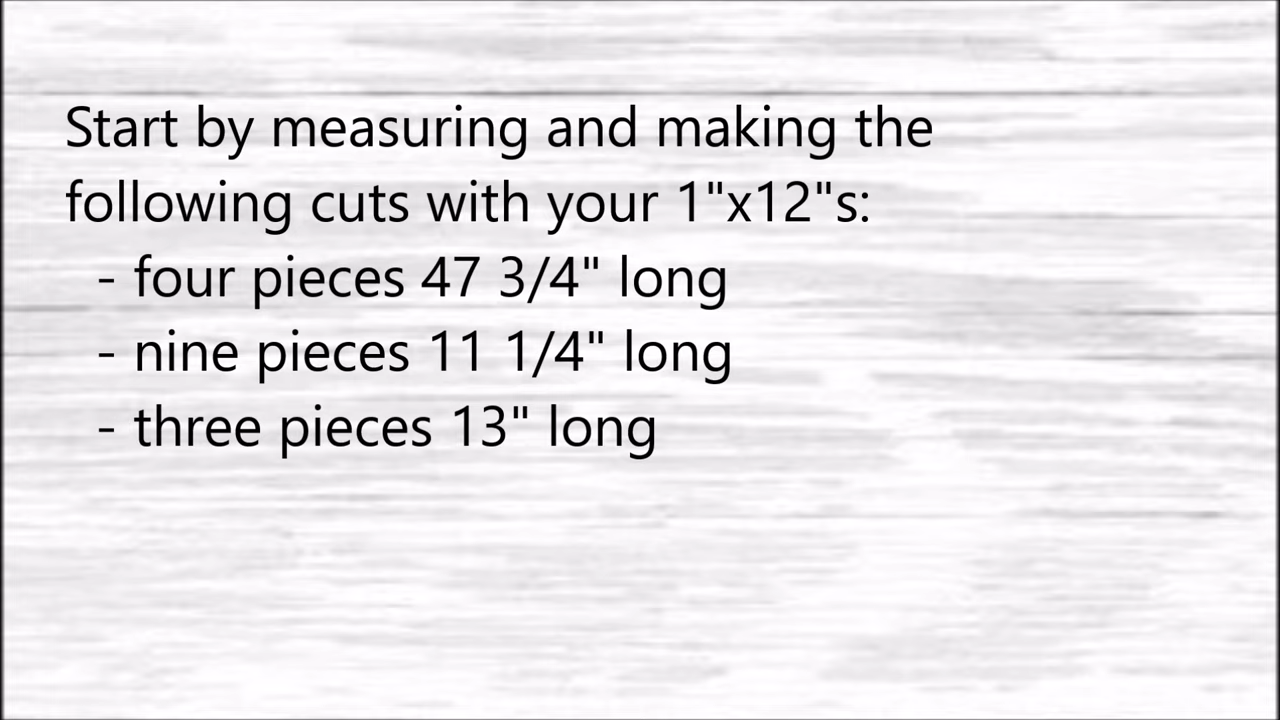 Start by measuring and making the
following cuts with your 1"x12"s:
- four pieces 47 3/4" long
- nine pieces 11 1/4" long
- three pieces 13" long